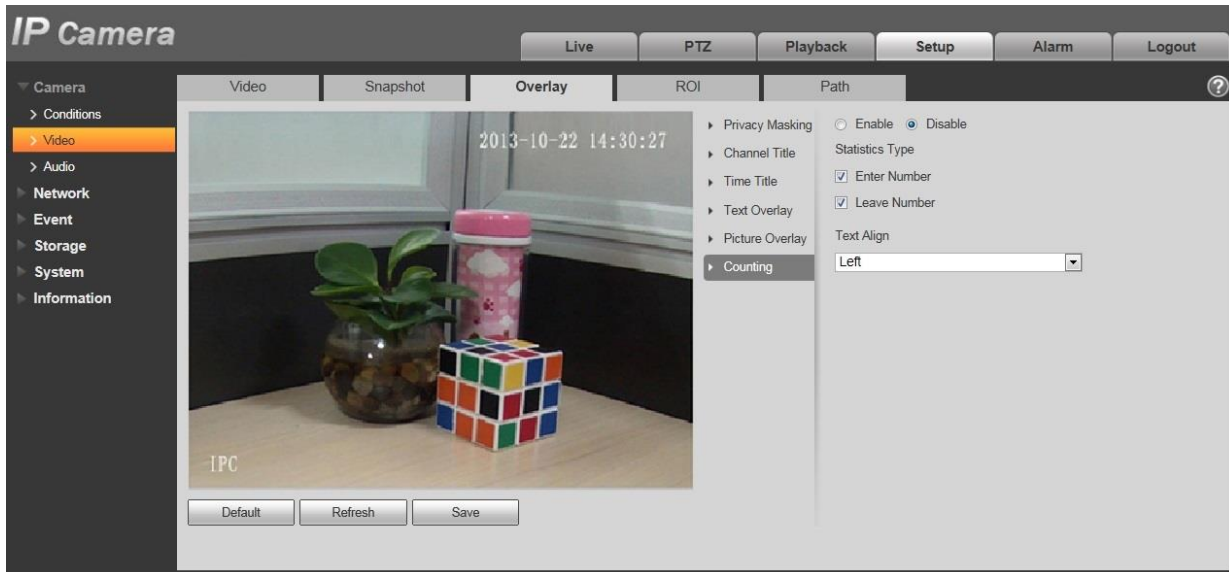 IP Camera
Live PTZ Playback Setup Alarm Logout
Camera
Conditions
Video
Audio
Network
Event
Storage
System
Information
Video Snapshot Overlay ROI Path
?
2013-10-22 14:30:27
IPC
Default Refresh Save
Privacy Masking
Channel Title
Time Title
Text Overlay
Picture Overlay
Counting
Enable Disable
Statistics Type
Enter Number
Leave Number
Text Align
Left